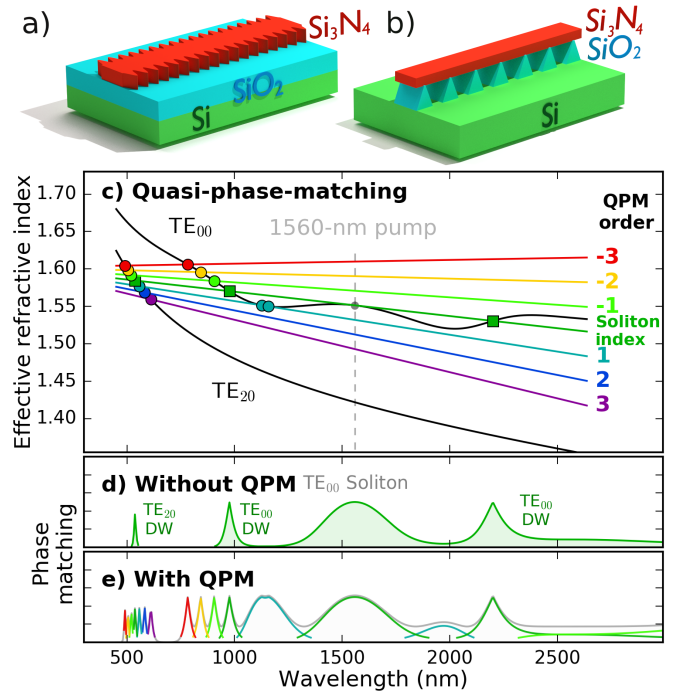 a)
Si₃N₄
SiO₂
Si
b)
Si₃N₄
SiO₂
Si
c) Quasi-phase-matching
QPM
order
TE₀₀
1560-nm pump
-3
-2
-1
Soliton
index
1
2
3
TE₂₀
Effective refractive index
1.70
1.65
1.60
1.55
1.50
1.45
1.40
d) Without QPM
TE₀₀ Soliton
TE₂₀
DW
TE₀₀
DW
TE₀₀
DW
Phase
matching
e) With QPM
500
1000
1500
2000
2500
Wavelength (nm)